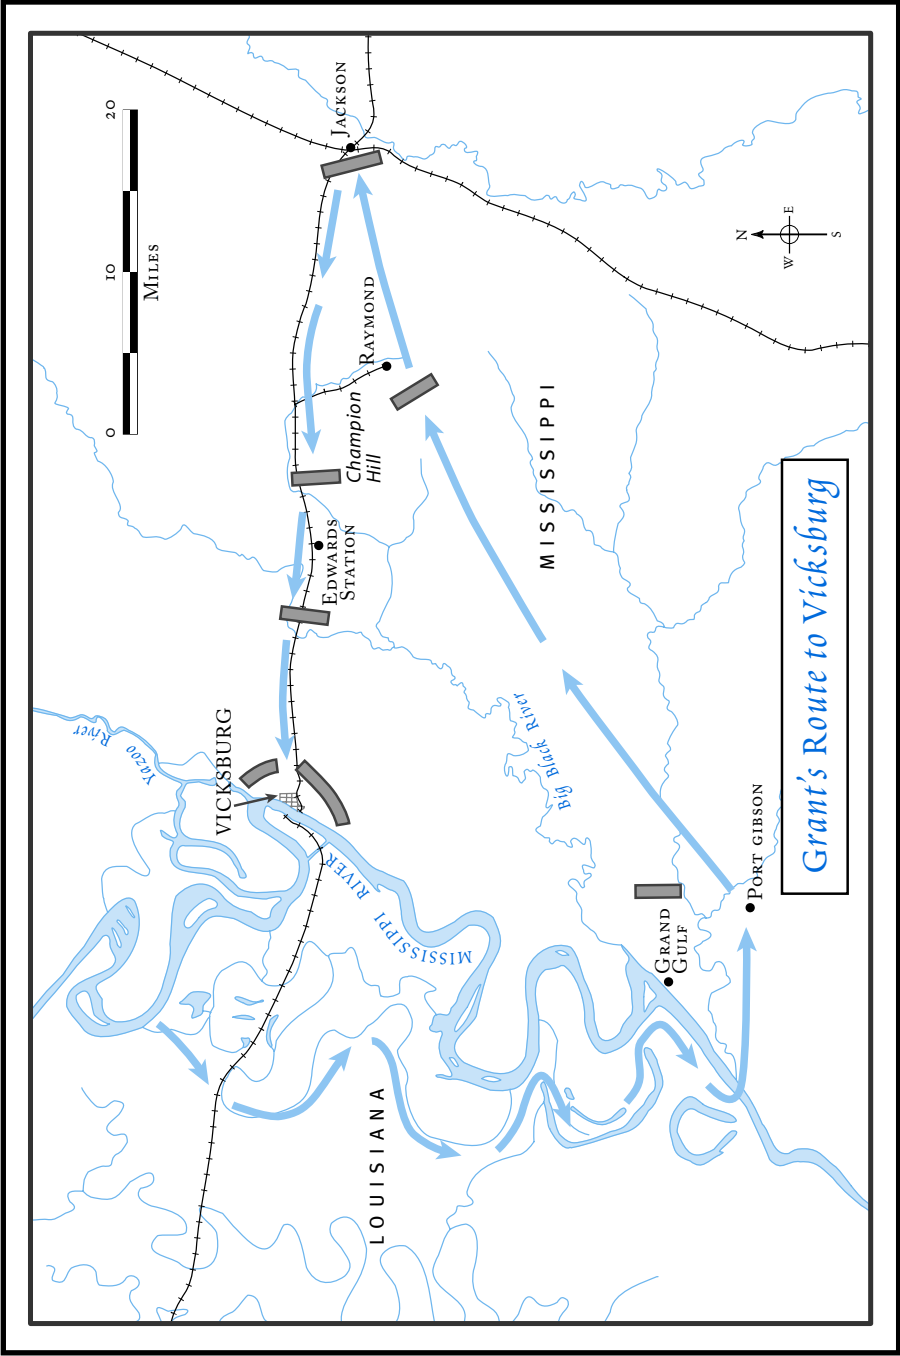 Yazoo River
0 10 20
Miles
VICKSBURG
Jackson
Edwards
Station
Champion
Hill
Raymond
MISSISSIPPI RIVER
LOUISIANA
MISSISSIPPI
Big Black River
Grand
Gulf
Port Gibson
N
W E
S
Grant's Route to Vicksburg